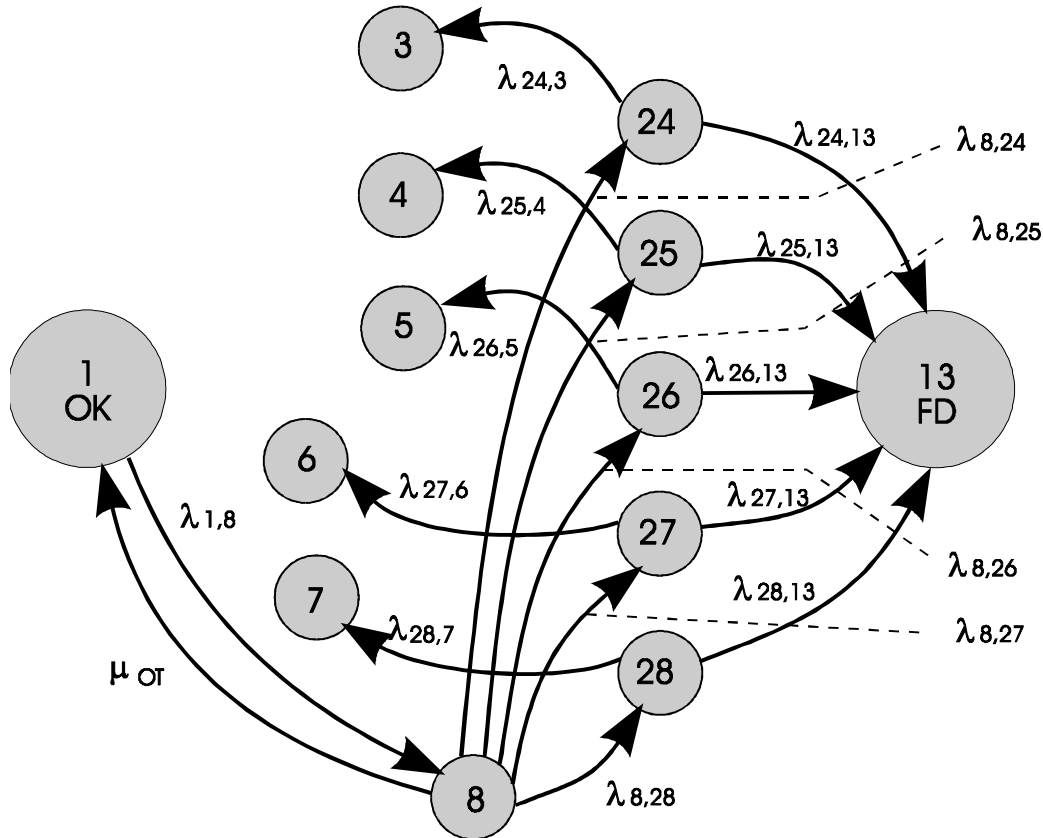 3
λ 24,3
24
λ 24,13
λ 8,24
4
λ 25,4
25
λ 25,13
λ 8,25
5
λ 26,5
26
λ 26,13
1
OK
13
FD
6
λ 27,6
27
λ 27,13
λ 1,8
λ 8,26
7
λ 28,7
28
λ 28,13
λ 8,27
μ OT
8
λ 8,28